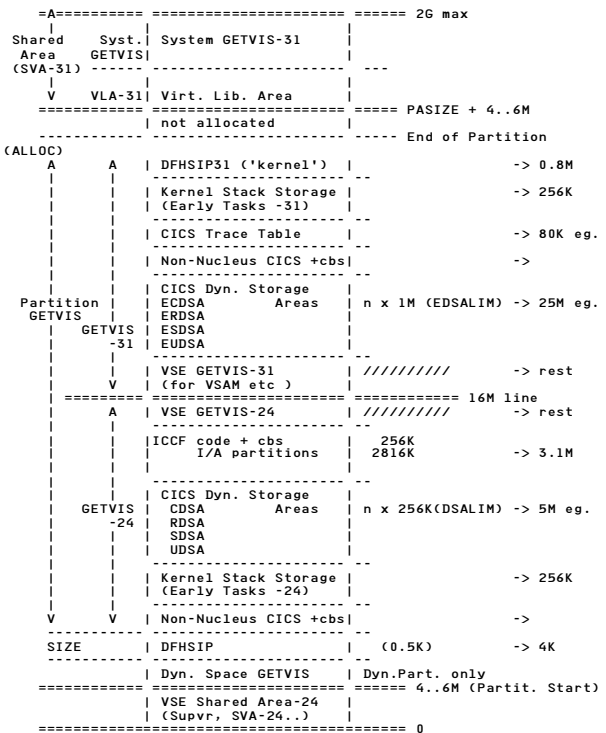 =A========== ====================== ====== 2G max
| | | |
Shared Syst.| System GETVIS-31 |
Area GETVIS| |
(SVA-31) ------ ---------------------- ---
| | | |
V VLA-31| Virt. Lib. Area |
============ ====================== ===== PASIZE + 4..6M
| not allocated |
------------ ---------------------- ----- End of Partition
(ALLOC)
A A | DFHSIP31 ('kernel') | -> 0.8M
| | ---------------------- --
| | | Kernel Stack Storage | -> 256K
| | | (Early Tasks -31) |
| | ---------------------- --
| | | CICS Trace Table | -> 80K eg.
| | ---------------------- --
| | | Non-Nucleus CICS +cbs| ->
| | ---------------------- --
| | | CICS Dyn. Storage |
Partition | | ECDSA Areas | n x 1M (EDSALIM) -> 25M eg.
GETVIS | | ERDSA |
| GETVIS | ESDSA |
| -31 | EUDSA |
| | ---------------------- --
| | | VSE GETVIS-31 | ////////// -> rest
| V | (for VSAM etc ) |
| ========= ====================== ============ 16M line
| A | VSE GETVIS-24 | ////////// -> rest
| | ---------------------- --
| | |ICCF code + cbs | 256K
| | | I/A partitions | 2816K -> 3.1M
| | | |
| | ---------------------- --
| | | CICS Dyn. Storage |
| GETVIS | CDSA Areas | n x 256K(DSALIM) -> 5M eg.
| -24 | RDSA |
| | | SDSA |
| | | UDSA |
| | ---------------------- --
| | | Kernel Stack Storage | -> 256K
| | | (Early Tasks -24) |
| | ---------------------- --
V V | Non-Nucleus CICS +cbs| ->
----------- ---------------------- --
SIZE | DFHSIP | (0.5K) -> 4K
----------- ---------------------- --
| Dyn. Space GETVIS | Dyn.Part. only
============ ====================== ====== 4..6M (Partit. Start)
| VSE Shared Area-24 |
| (Supvr, SVA-24..) |
========================================== 0